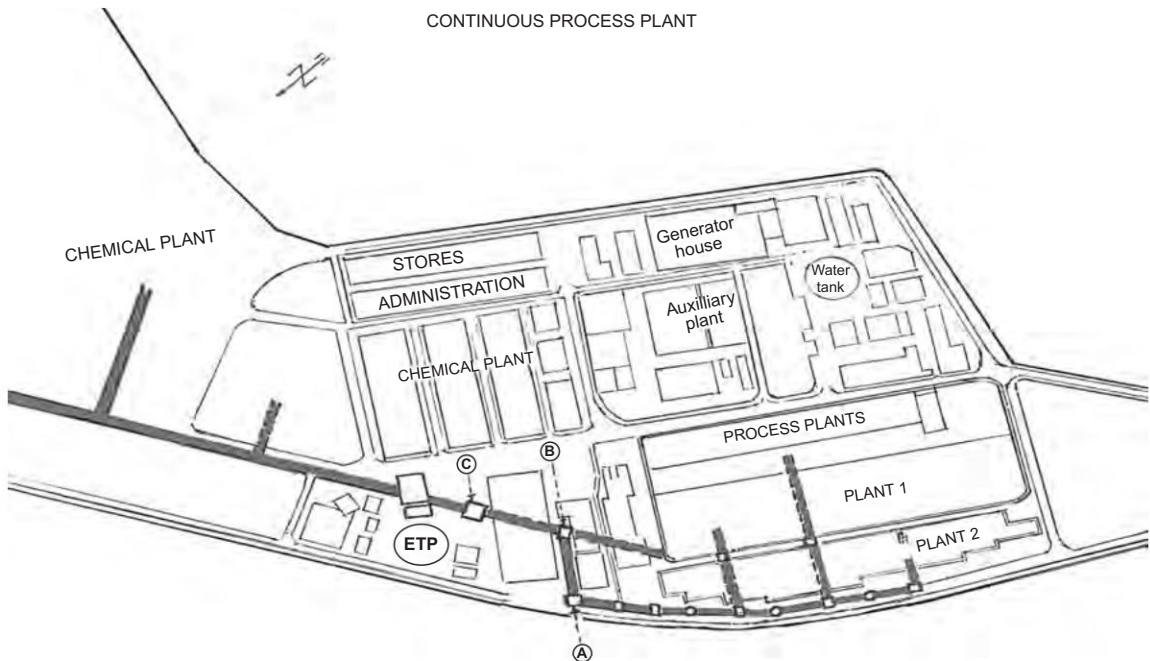 CONTINUOUS PROCESS PLANT
N
CHEMICAL PLANT
STORES
ADMINISTRATION
Generator
house
Water
tank
Auxilliary
plant
CHEMICAL PLANT
PROCESS PLANTS
B
C
PLANT 1
ETP
PLANT 2
A